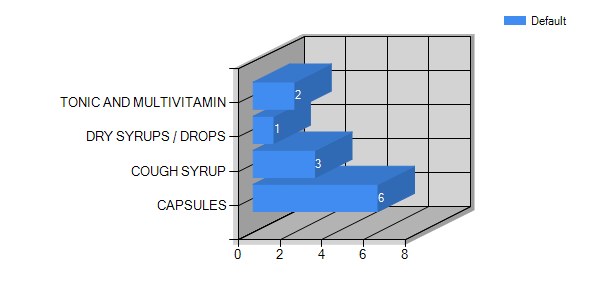 Default
TONIC AND MULTIVITAMIN 2
DRY SYRUPS / DROPS 1
COUGH SYRUP 3
CAPSULES 6
0 2 4 6 8